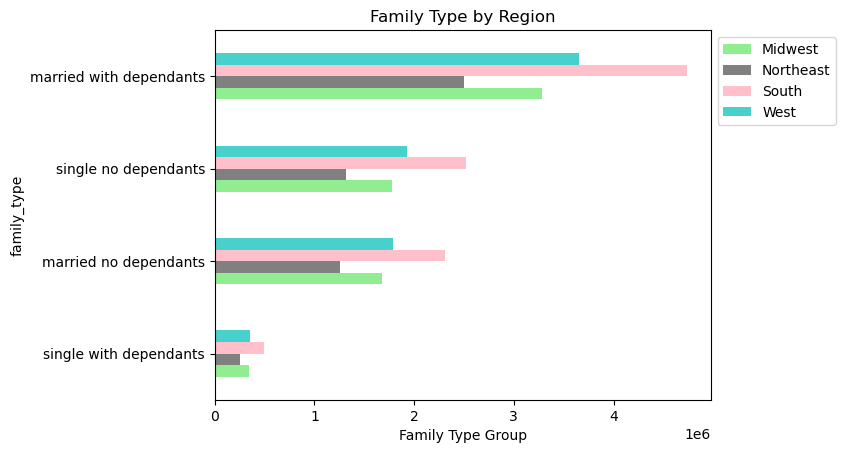 Family Type by Region
married with dependants
single no dependants
married no dependants
single with dependants
family_type
0 1 2 3 4
1e6
Family Type Group
Midwest
Northeast
South
West